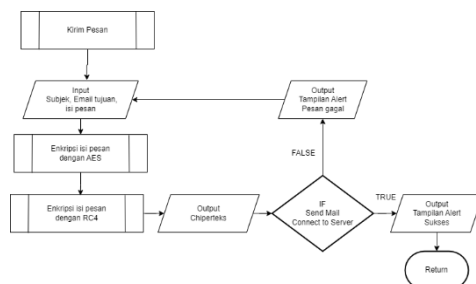 Kirim Pesan
Input
Subjek, Email tujuan,
isi pesan
Output
Tampilan Alert
Pesan gagal
Enkripsi isi pesan
dengan AES
FALSE
Enkripsi isi pesan
dengan RC4
Output
Chiperteks
IF
Send Mail
Connect to Server
TRUE
Output
Tampilan Alert
Sukses
Return